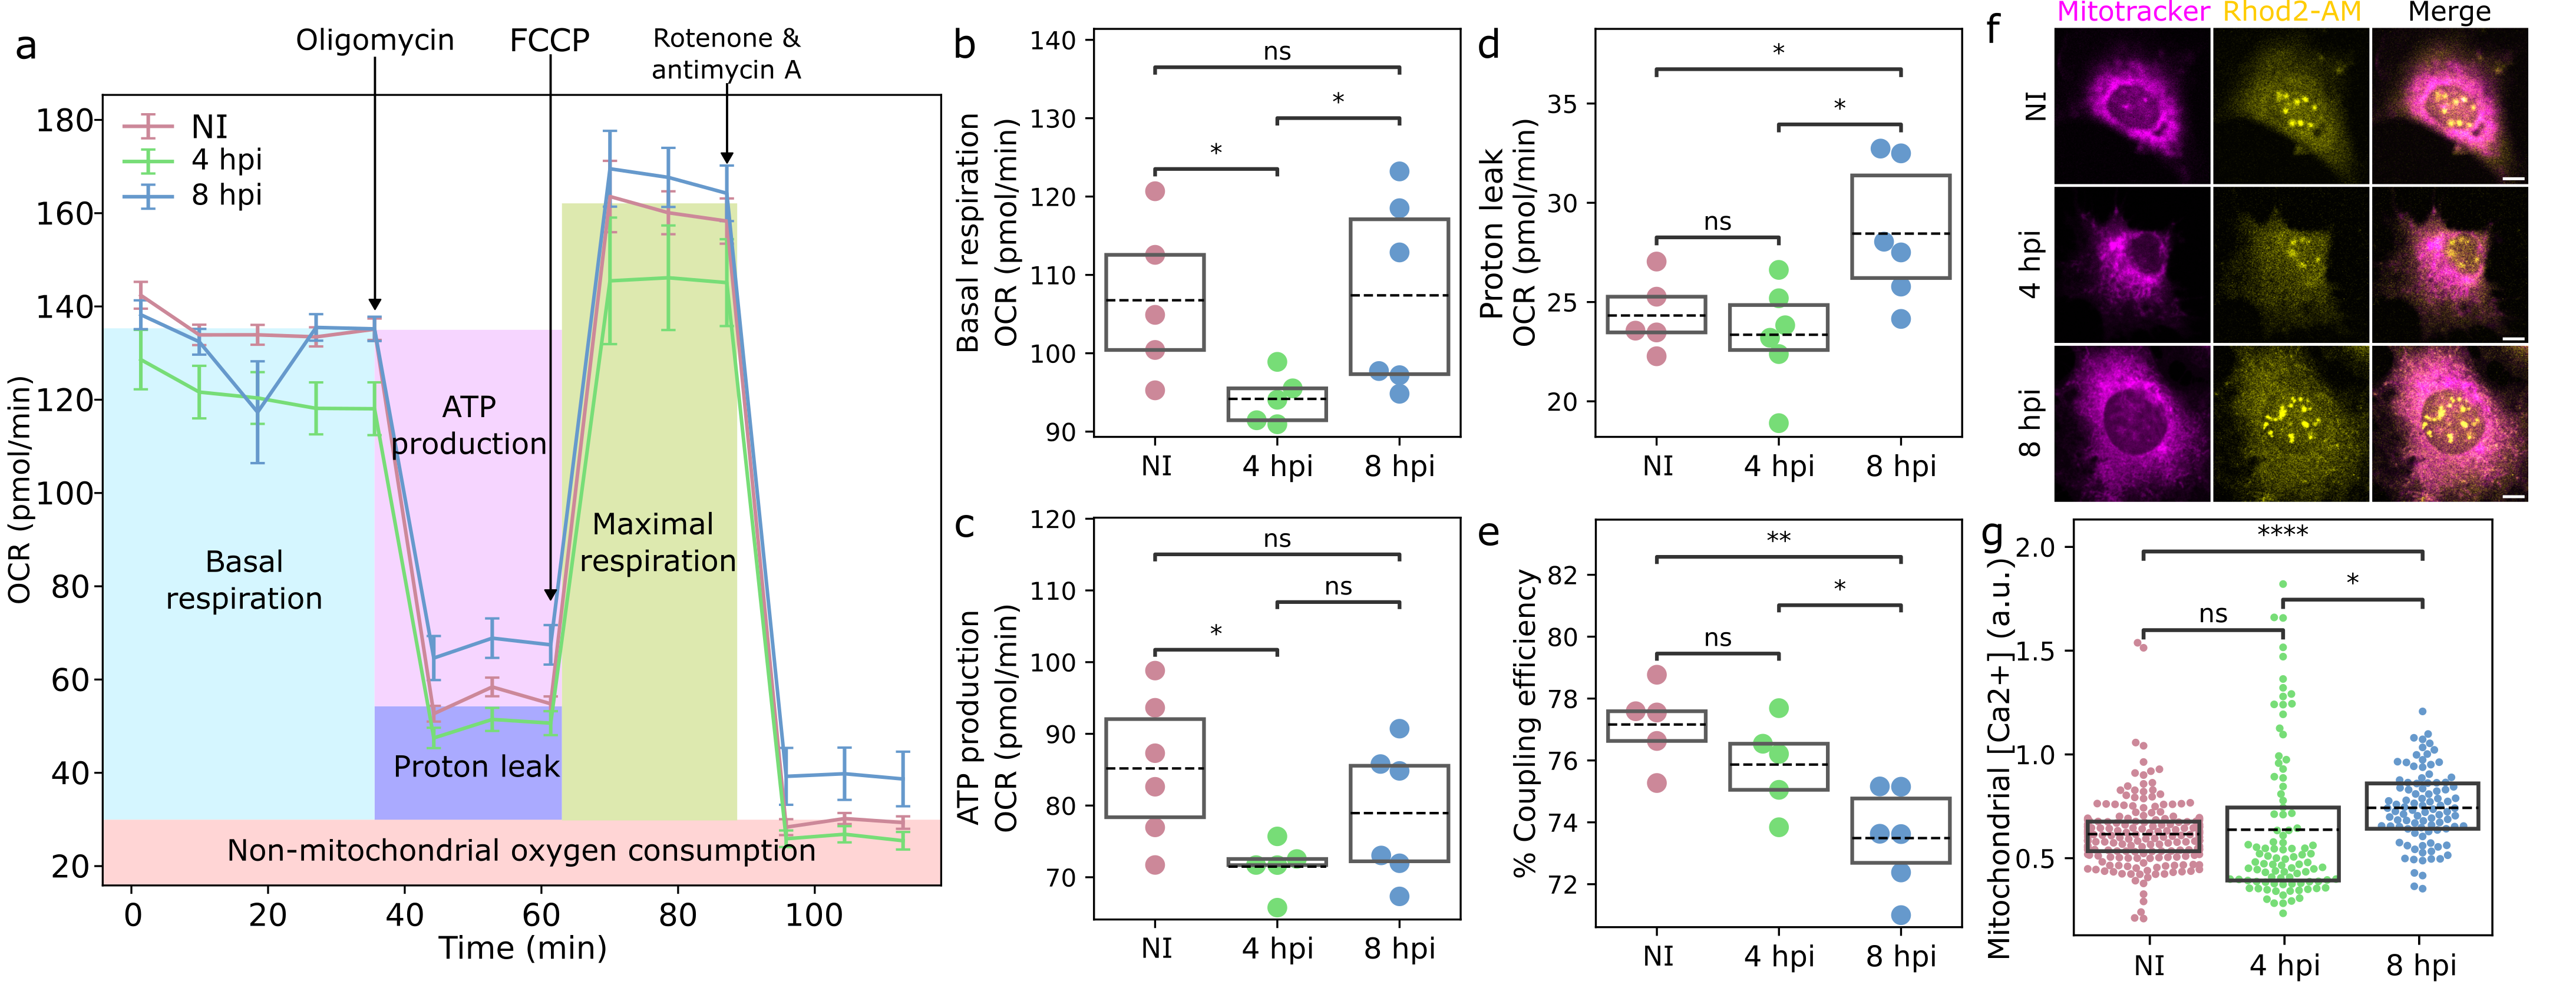 a
Oligomycin
FCCP
Rotenone &
antimycin A
NI
4 hpi
8 hpi
180
160
140
120
100
80
60
40
20
OCR (pmol/min)
Basal
respiration
ATP
production
Proton leak
Maximal
respiration
Non-mitochondrial oxygen consumption
0
20
40
60
80
100
Time (min)
b
140
130
120
110
100
90
Basal respiration
OCR (pmol/min)
ns
*
*
NI
4 hpi
8 hpi
c
120
110
100
90
80
70
ATP production
OCR (pmol/min)
ns
ns
*
NI
4 hpi
8 hpi
d
35
30
25
20
Proton leak
OCR (pmol/min)
*
*
ns
NI
4 hpi
8 hpi
e
82
80
78
76
74
72
% Coupling efficiency
**
*
ns
NI
4 hpi
8 hpi
f
Mitotracker
Rhod2-AM
Merge
NI
4 hpi
8 hpi
g
2.0
1.5
1.0
0.5
Mitochondrial [Ca2+] (a.u.)
****
*
ns
NI
4 hpi
8 hpi